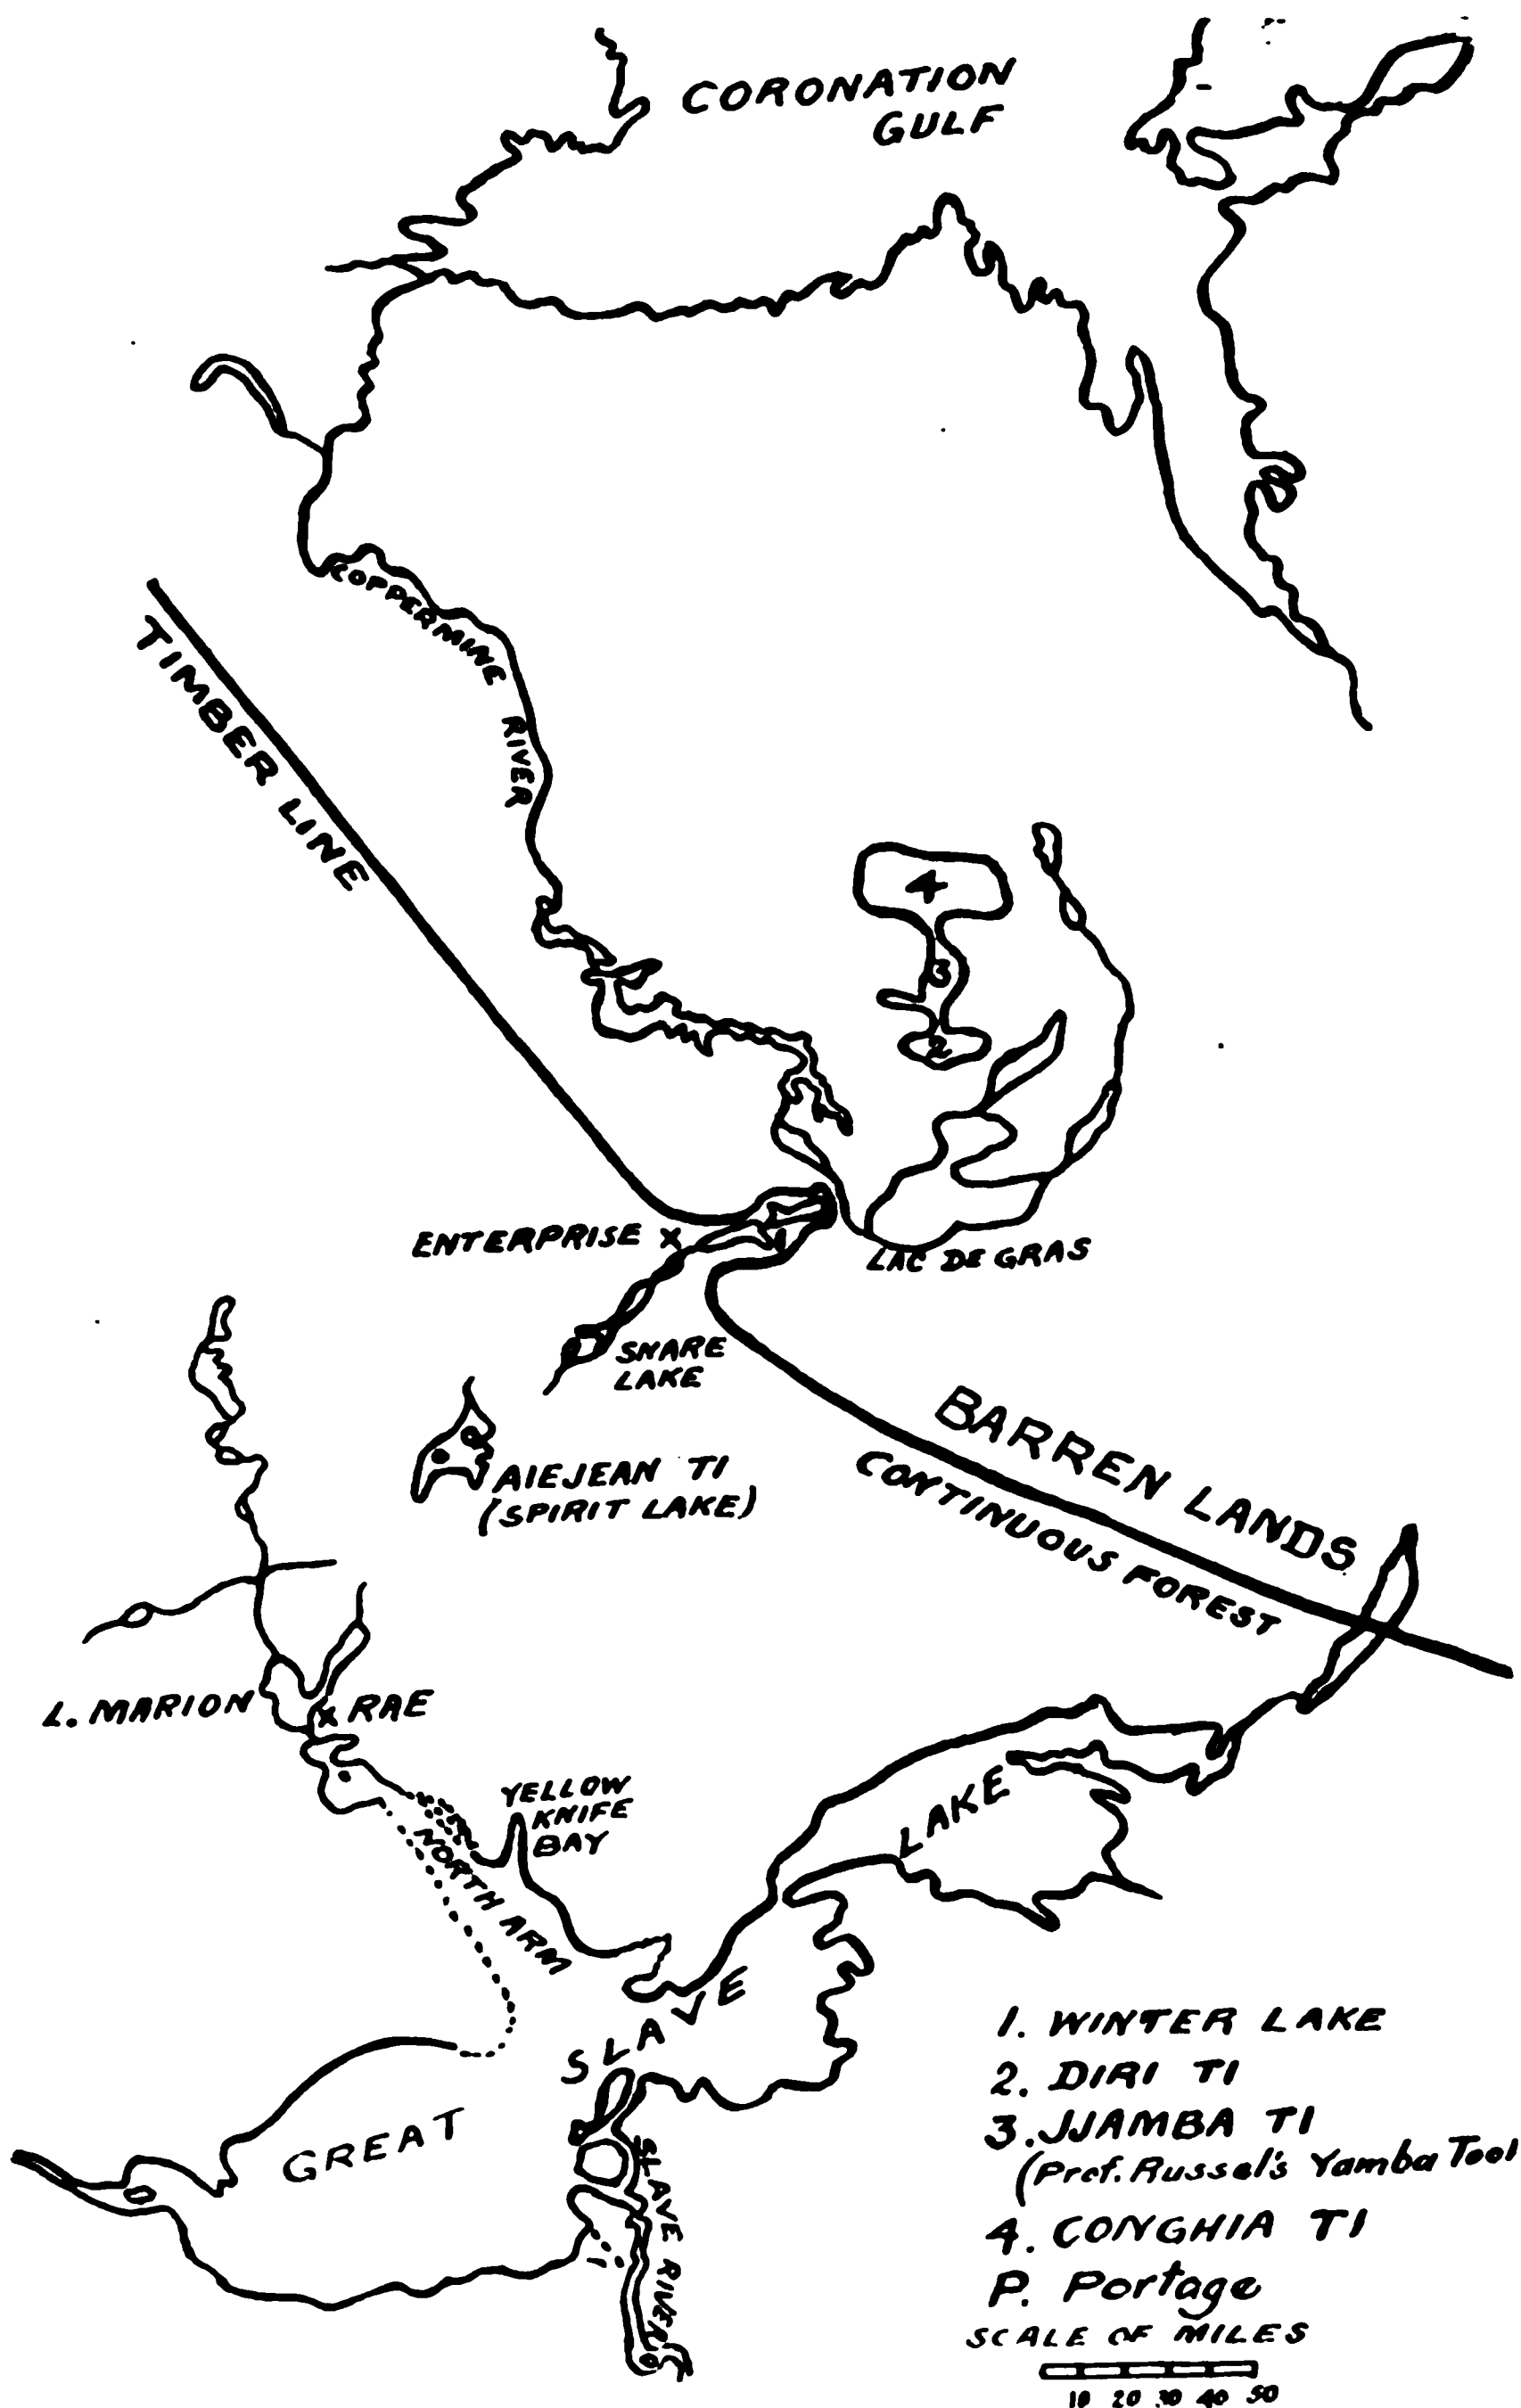 CORONATION
GULF
COPPERMINE RIVER
TIMBER LINE
4
3
2
ENTERPRISE X
1
LAC DE GRAS
SNARE
LAKE
AIEJEAN TI
(SPIRIT LAKE)
BARREN LANDS
CONTINUOUS FOREST
L. MARION
X RAE
YELLOW
KNIFE
BAY
NORTH ARM
GREAT SLAVE LAKE
SLAVE RIVER
1. WINTER LAKE
2. DIRI TI
3. JJAMBA TI
(Prof. Russel's Yamba Tooi
4. CONGHIA TI
P. Portage
SCALE OF MILES
10 20 30 40 50